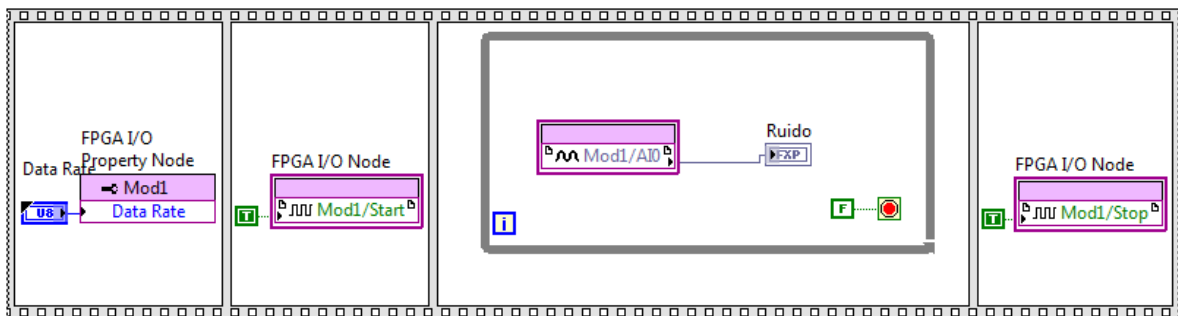 FPGA I/O
Property Node
Data Rate
Mod1
U8
Data Rate
FPGA I/O Node
T
Mod1/Start
Mod1/AI0
Ruido
FXP
i
F
FPGA I/O Node
T
Mod1/Stop